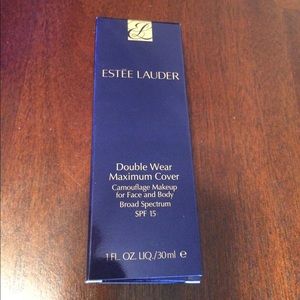 ESTĒE LAUDER
Double Wear
Maximum Cover
Camouflage Makeup
for Face and Body
Broad Spectrum
SPF 15
1 FL. OZ. LIQ./30ml ℮